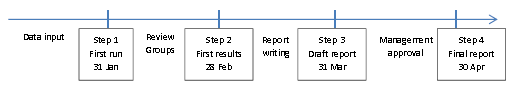 Data input
Step 1
First run
31 Jan
Review
Groups
Step 2
First results
28 Feb
Report
writing
Step 3
Draft report
31 Mar
Management
approval
Step 4
Final report
30 Apr